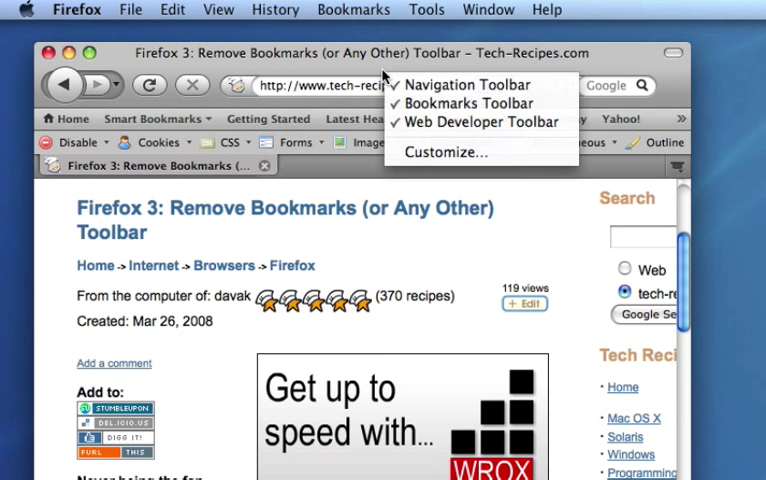 Firefox File Edit View History Bookmarks Tools Window Help
Firefox 3: Remove Bookmarks (or Any Other) Toolbar – Tech-Recipes.com
http://www.tech-recip
Google
Navigation Toolbar
Bookmarks Toolbar
Web Developer Toolbar
Customize...
Home Smart Bookmarks Getting Started Latest Hea Yahoo! »
Disable Cookies CSS Forms Image Outline
Firefox 3: Remove Bookmarks (...
Firefox 3: Remove Bookmarks (or Any Other)
Toolbar
Home -> Internet -> Browsers -> Firefox
From the computer of: davak (370 recipes)
Created: Mar 26, 2008
119 views
+ Edit
Add a comment
Add to:
STUMBLEUPON
DEL.ICIO.US
DIGG IT!
FURL THIS
Get up to
speed with...
WROX
Search
Web
tech-re
Google Se
Tech Reci
· Home
· Mac OS X
· Solaris
· Windows
· Programming